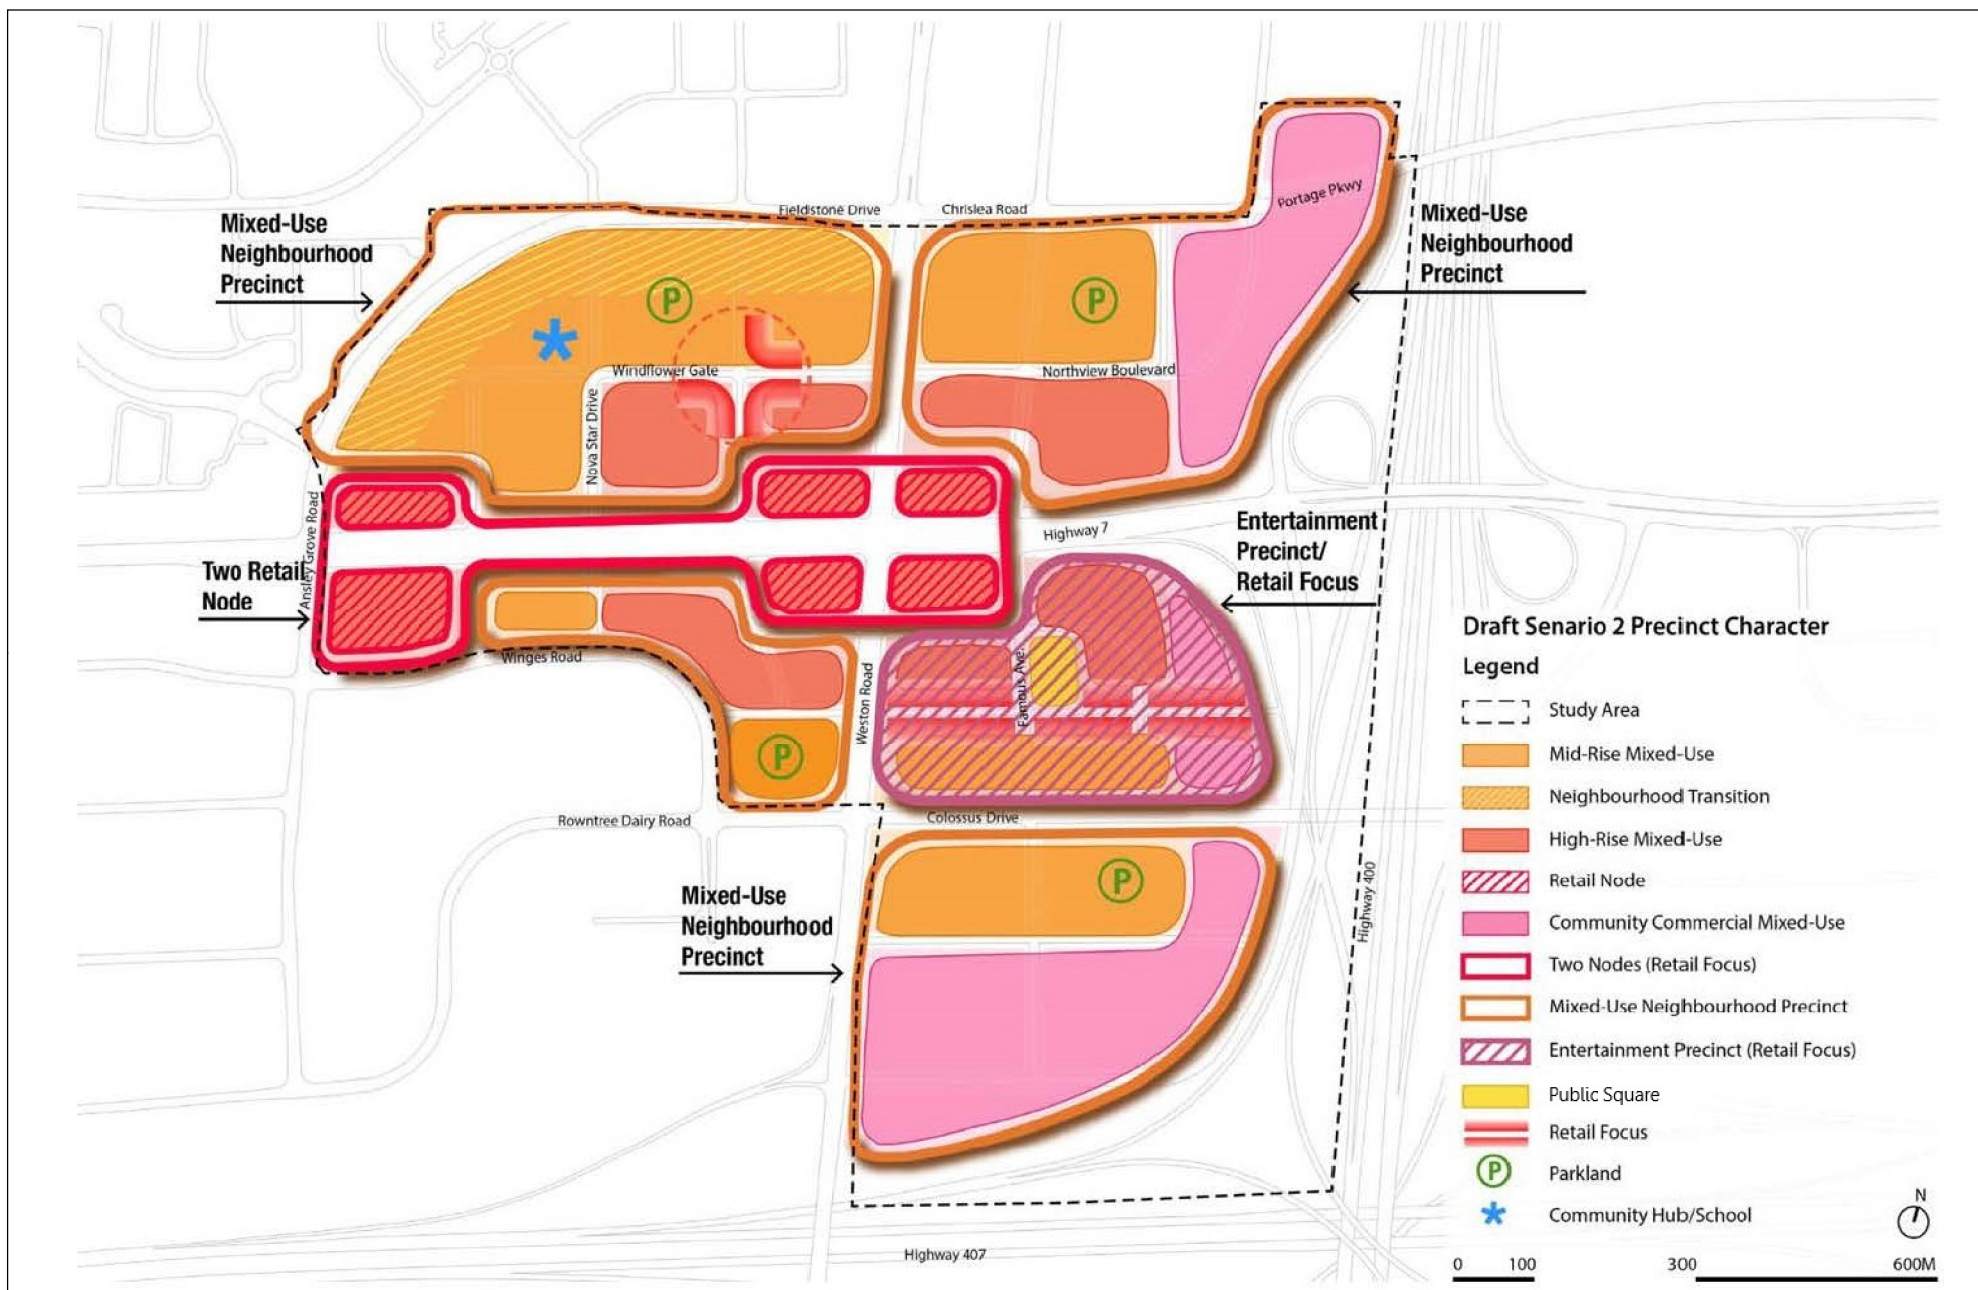 Fieldstone Drive
Chrislea Road
Portage Pkwy
Mixed-Use
Neighbourhood
Precinct
Mixed-Use
Neighbourhood
Precinct
P
P
Windflower Gate
Northview Boulevard
Nova Star Drive
Ansley Grove Road
Highway 7
Entertainment
Precinct/
Retail Focus
Two Retail
Node
Winges Road
Weston Road
Famous Ave.
P
Rowntree Dairy Road
Colossus Drive
P
Highway 400
Mixed-Use
Neighbourhood
Precinct
Highway 407
Draft Senario 2 Precinct Character
Legend
Study Area
Mid-Rise Mixed-Use
Neighbourhood Transition
High-Rise Mixed-Use
Retail Node
Community Commercial Mixed-Use
Two Nodes (Retail Focus)
Mixed-Use Neighbourhood Precinct
Entertainment Precinct (Retail Focus)
Public Square
Retail Focus
P Parkland
Community Hub/School
N
0 100 300 600M